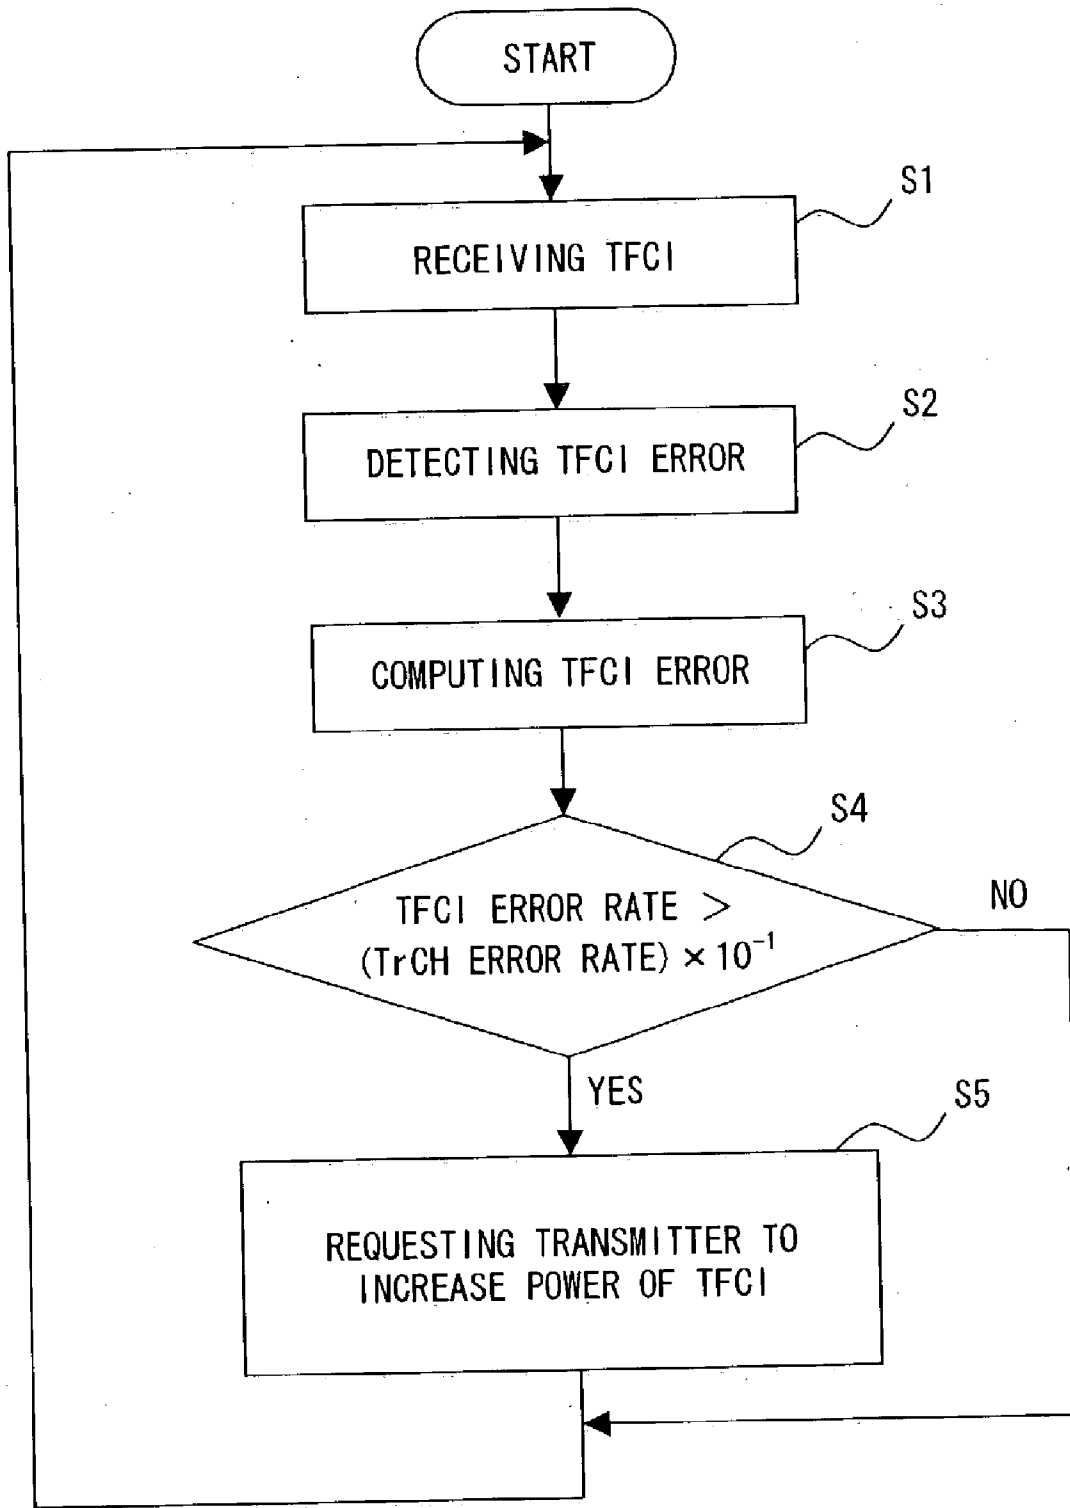 START
S1
RECEIVING TFCI
S2
DETECTING TFCI ERROR
S3
COMPUTING TFCI ERROR
S4
TFCI ERROR RATE >
(TrCH ERROR RATE) × 10⁻¹
NO
YES
S5
REQUESTING TRANSMITTER TO
INCREASE POWER OF TFCI